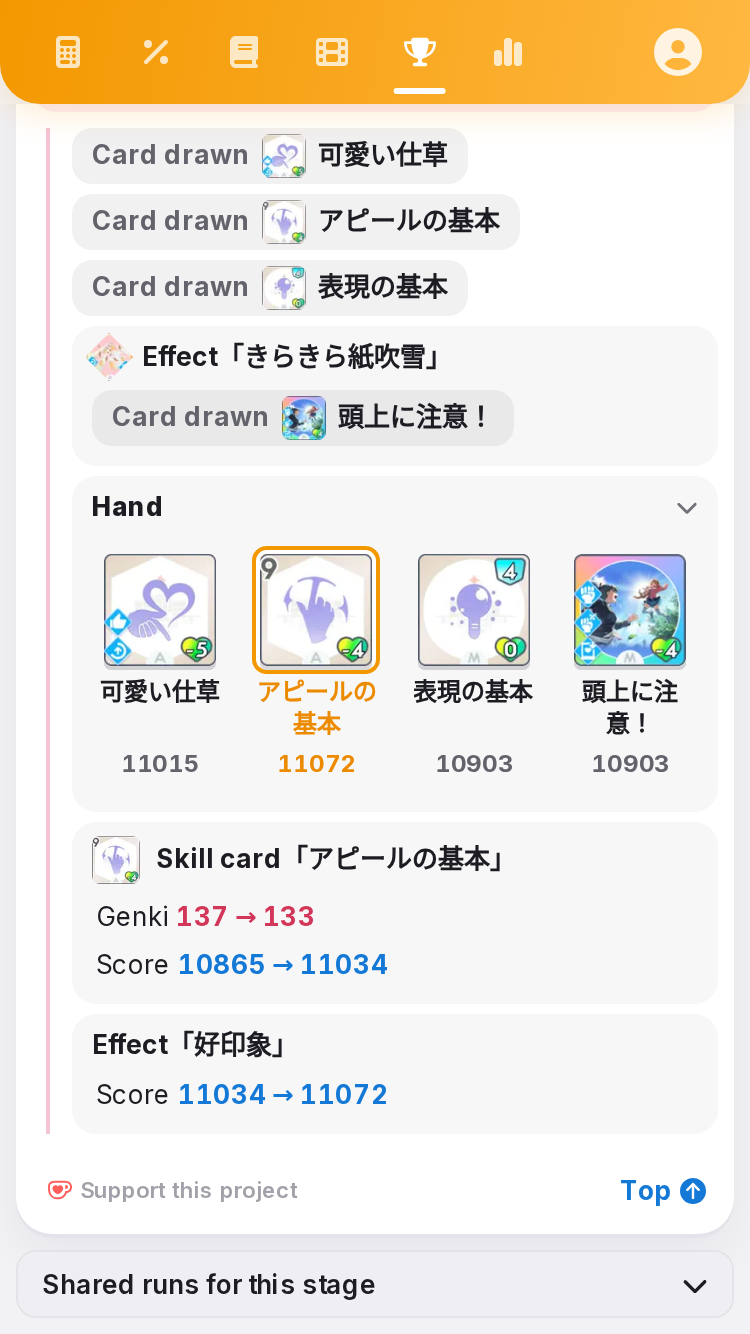 Card drawn 可愛い仕草
Card drawn アピールの基本
Card drawn 表現の基本
Effect「きらきら紙吹雪」
Card drawn 頭上に注意！
Hand
-5 A
9 -4 A
4 0 M
-4 M
可愛い仕草 アピールの基本 表現の基本 頭上に注意！
11015 11072 10903 10903
Skill card「アピールの基本」
Genki 137 → 133
Score 10865 → 11034
Effect「好印象」
Score 11034 → 11072
Support this project
Top
Shared runs for this stage